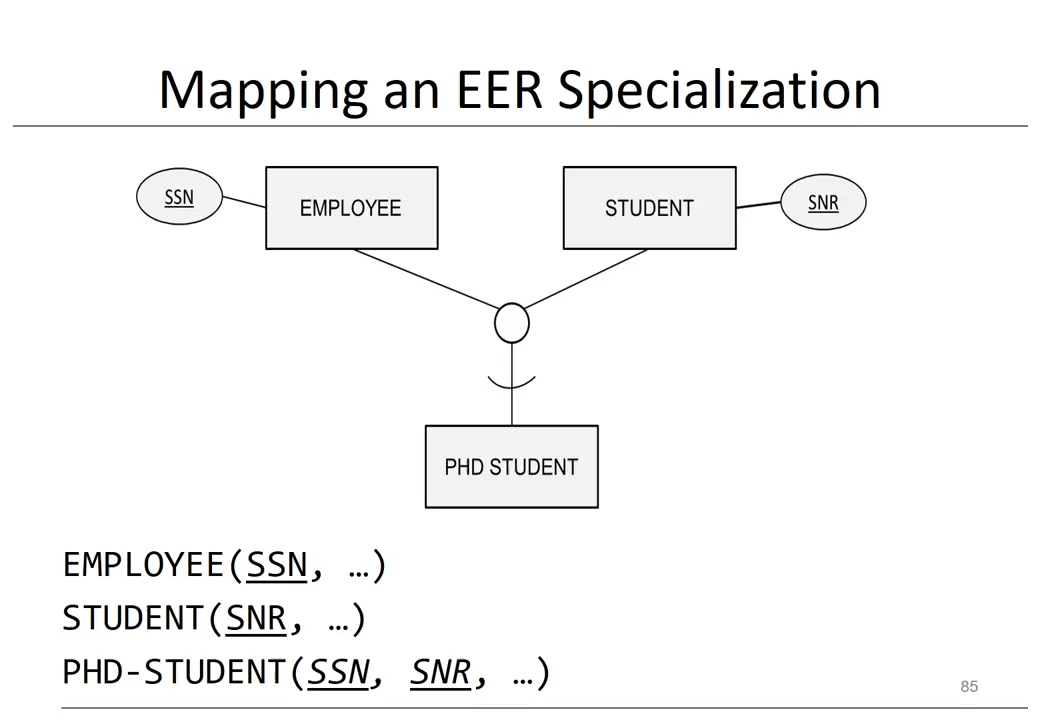 Mapping an EER Specialization
SSN
EMPLOYEE
STUDENT
SNR
PHD STUDENT
EMPLOYEE(SSN, …)
STUDENT(SNR, …)
PHD-STUDENT(SSN, SNR, …)
85